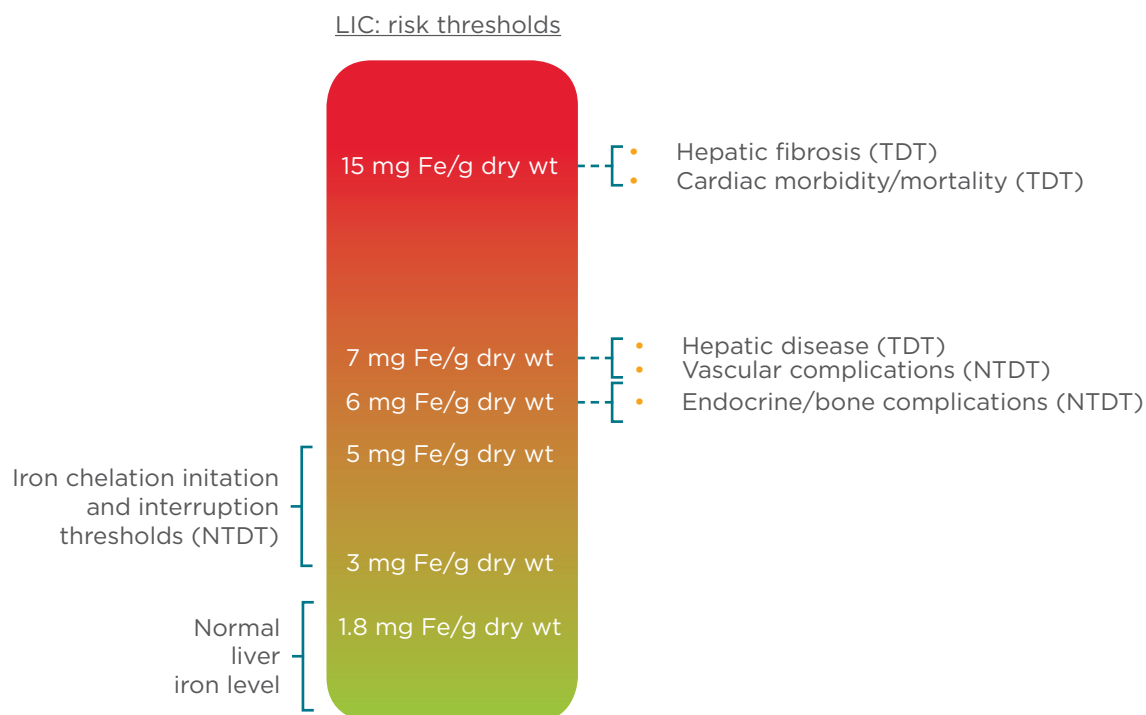 LIC: risk thresholds
15 mg Fe/g dry wt
• Hepatic fibrosis (TDT)
• Cardiac morbidity/mortality (TDT)
7 mg Fe/g dry wt
• Hepatic disease (TDT)
• Vascular complications (NTDT)
6 mg Fe/g dry wt
• Endocrine/bone complications (NTDT)
5 mg Fe/g dry wt
Iron chelation initation
and interruption
thresholds (NTDT)
3 mg Fe/g dry wt
1.8 mg Fe/g dry wt
Normal
liver
iron level